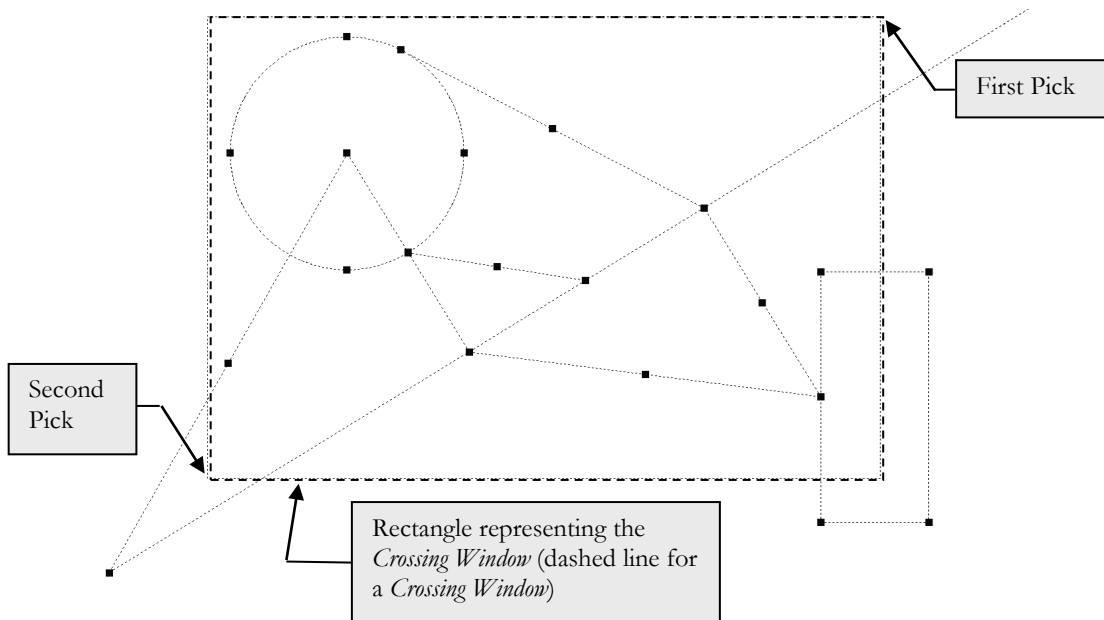 First Pick
Second
Pick
Rectangle representing the
Crossing Window (dashed line for
a Crossing Window)